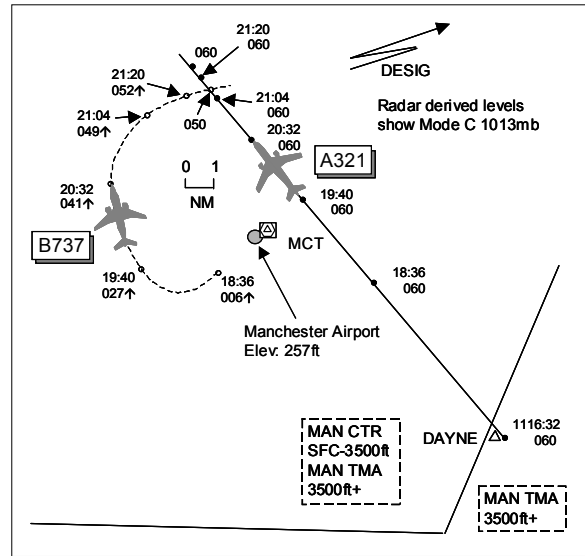 21:20
060
060
21:20
052↑
DESIG
21:04
049↑
050
21:04
060
Radar derived levels
show Mode C 1013mb
20:32
060
A321
0 1
NM
20:32
041↑
19:40
060
MCT
B737
19:40
027↑
18:36
006↑
18:36
060
Manchester Airport
Elev: 257ft
MAN CTR
SFC-3500ft
MAN TMA
3500ft+
DAYNE
1116:32
060
MAN TMA
3500ft+